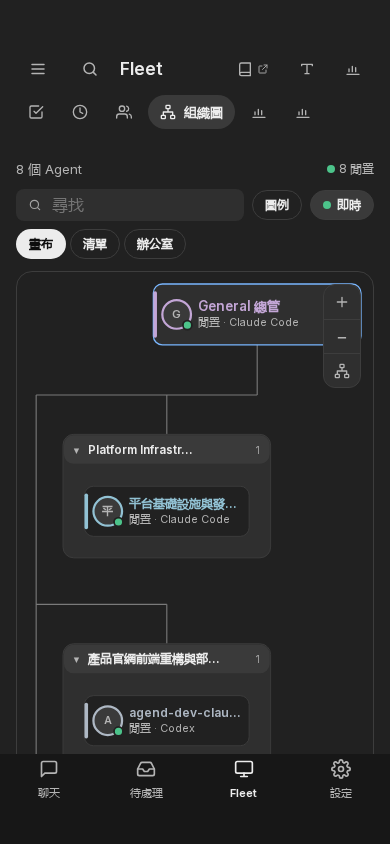 Fleet
組織圖
8 個 Agent
8 閒置
尋找
圖例
即時
畫布
清單
辦公室
G
General 總管
閒置 · Claude Code
Platform Infrastr...
1
平
平台基礎設施與發...
閒置 · Claude Code
產品官網前端重構與部...
1
A
agend-dev-clau...
閒置 · Codex
聊天
待處理
Fleet
設定